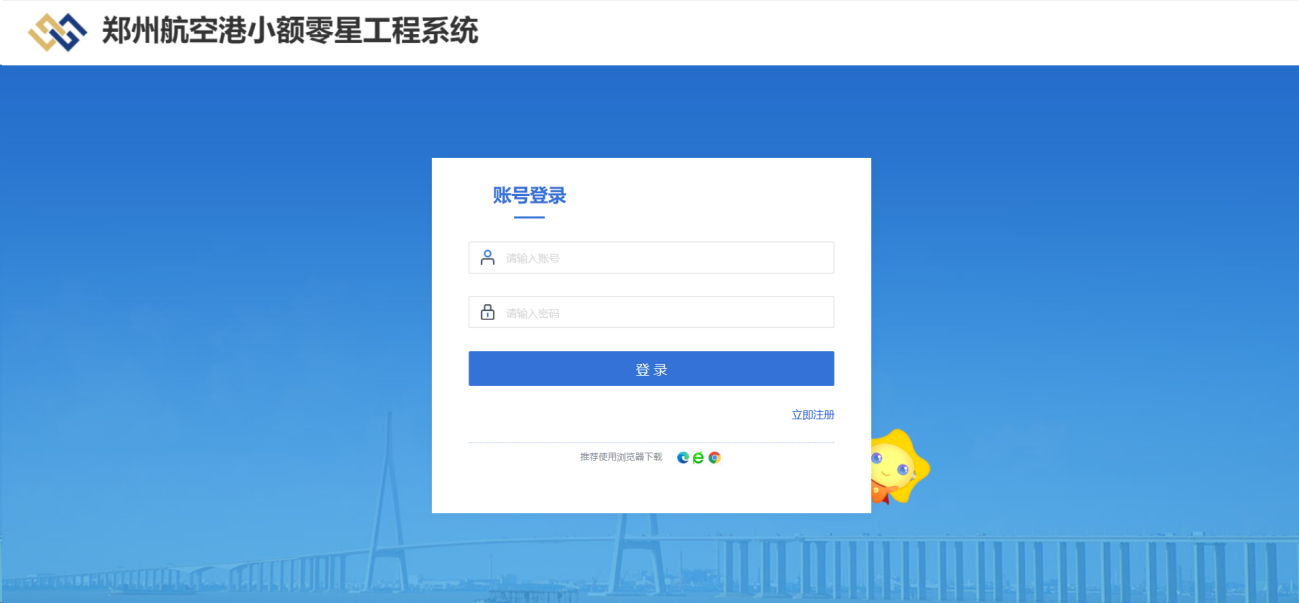 郑州航空港小额零星工程系统
账号登录
请输入账号
请输入密码
登 录
立即注册
推荐使用浏览器下载